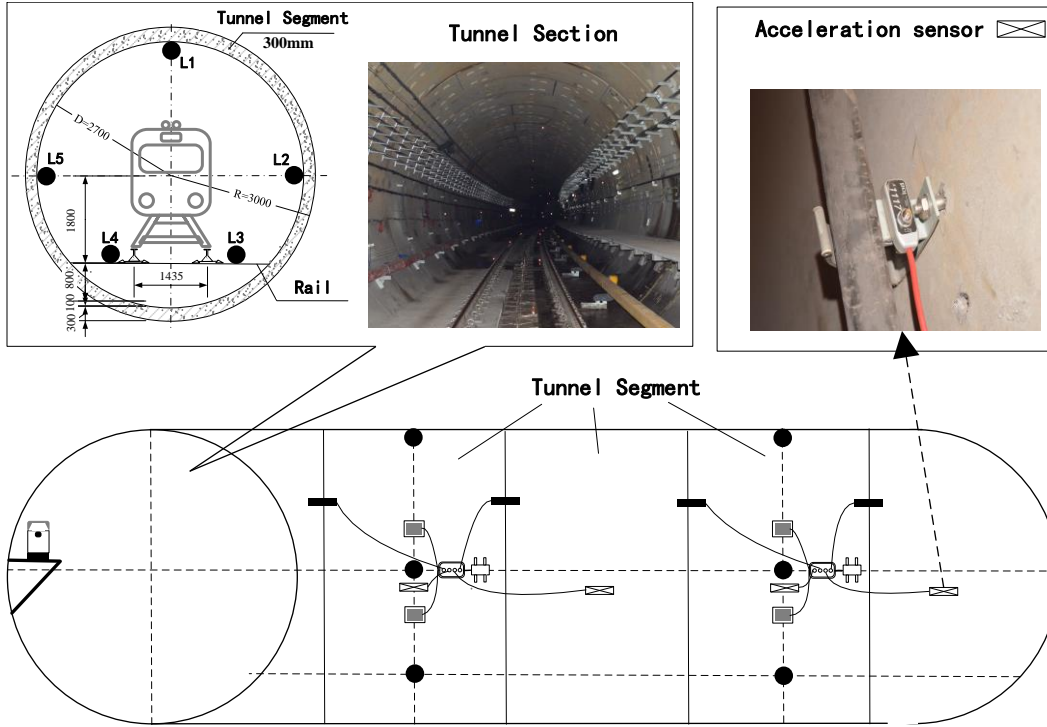 Tunnel Segment
300mm
L1
D=2700
L5
L2
R=3000
1800
L4
L3
1435
Rail
800
100
300
Tunnel Section
Acceleration sensor
Tunnel Segment